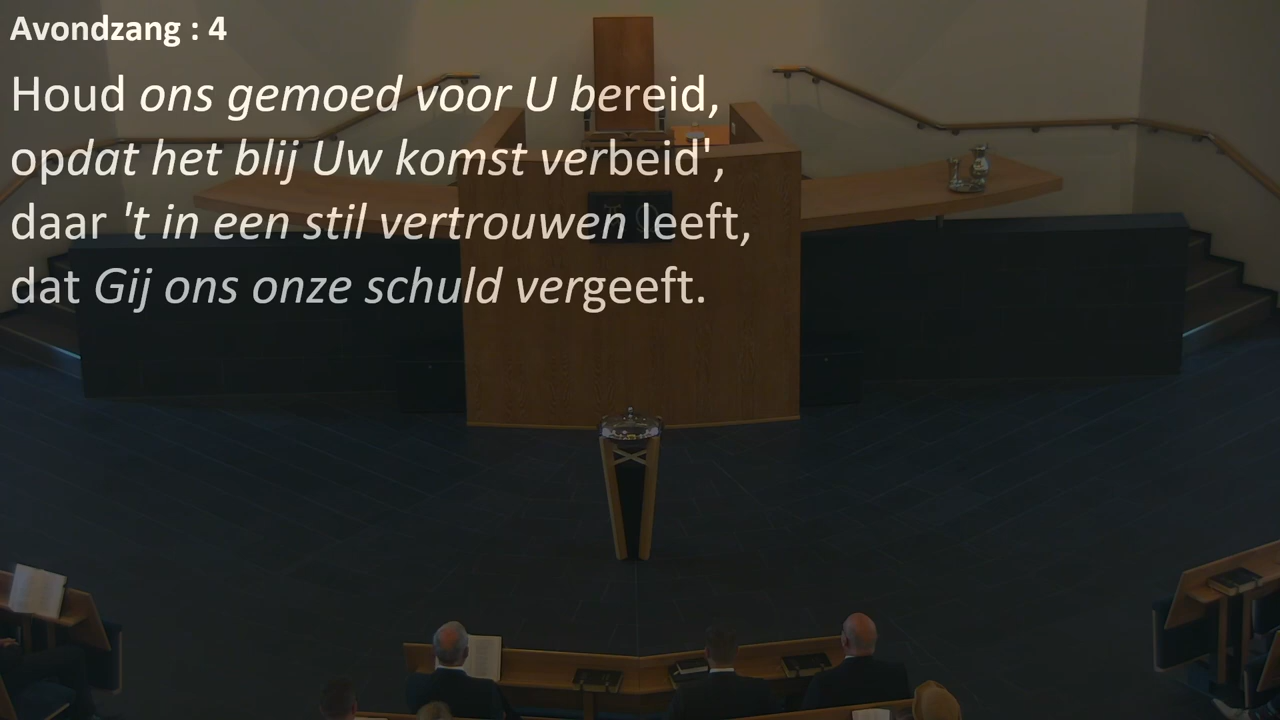 Avondzang : 4
Houd ons gemoed voor U bereid,
opdat het blij Uw komst verbeid',
daar 't in een stil vertrouwen leeft,
dat Gij ons onze schuld vergeeft.